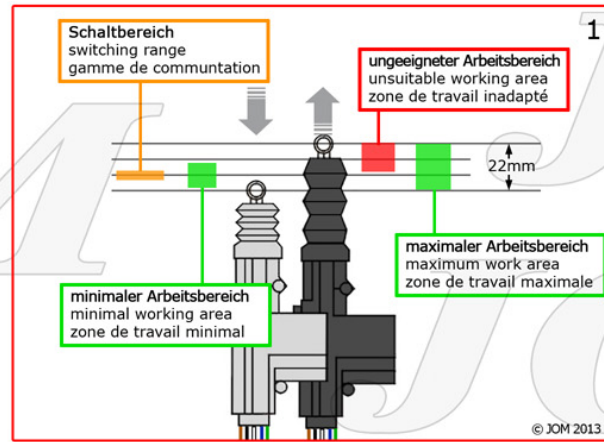 Schaltbereich
switching range
gamme de communtation
1
ungeeigneter Arbeitsbereich
unsuitable working area
zone de travail inadapté
22mm
maximaler Arbeitsbereich
maximum work area
zone de travail maximale
minimaler Arbeitsbereich
minimal working area
zone de travail minimal
© JOM 2013.